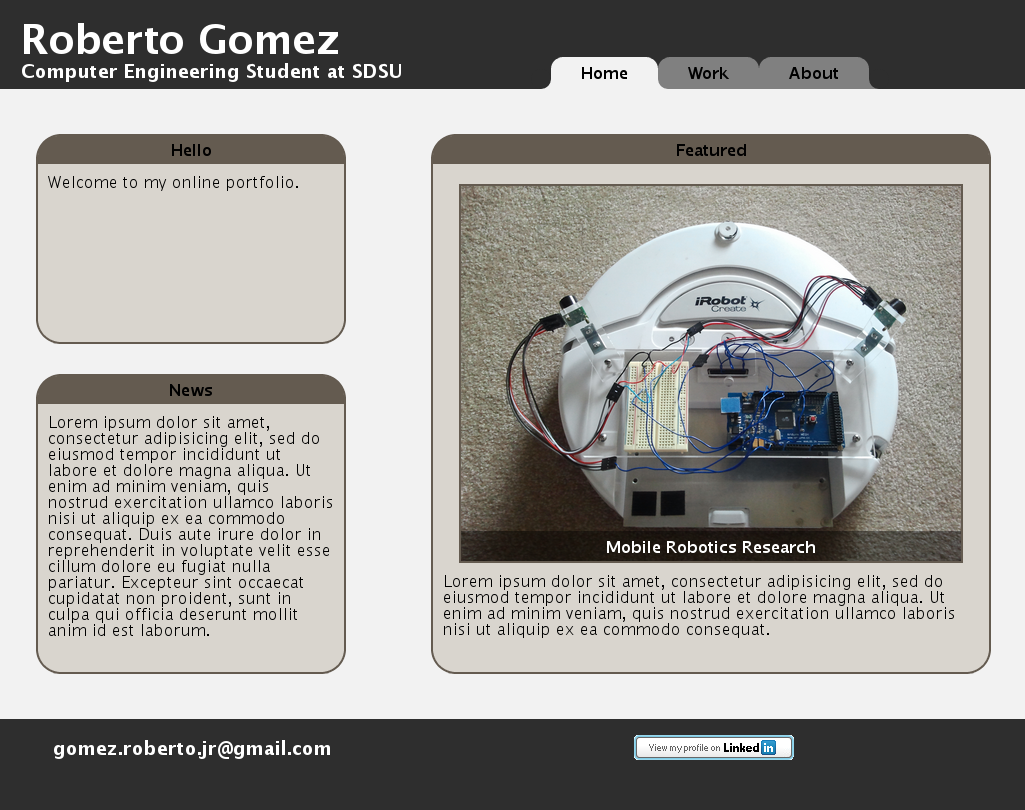 Roberto Gomez
Computer Engineering Student at SDSU
Home
Work
About
Hello
Welcome to my online portfolio.
News
Lorem ipsum dolor sit amet,
consectetur adipisicing elit, sed do
eiusmod tempor incididunt ut
labore et dolore magna aliqua. Ut
enim ad minim veniam, quis
nostrud exercitation ullamco laboris
nisi ut aliquip ex ea commodo
consequat. Duis aute irure dolor in
reprehenderit in voluptate velit esse
cillum dolore eu fugiat nulla
pariatur. Excepteur sint occaecat
cupidatat non proident, sunt in
culpa qui officia deserunt mollit
anim id est laborum.
Featured
iRobot
Create
Mobile Robotics Research
Lorem ipsum dolor sit amet, consectetur adipisicing elit, sed do
eiusmod tempor incididunt ut labore et dolore magna aliqua. Ut
enim ad minim veniam, quis nostrud exercitation ullamco laboris
nisi ut aliquip ex ea commodo consequat.
gomez.roberto.jr@gmail.com
View my profile on Linked in